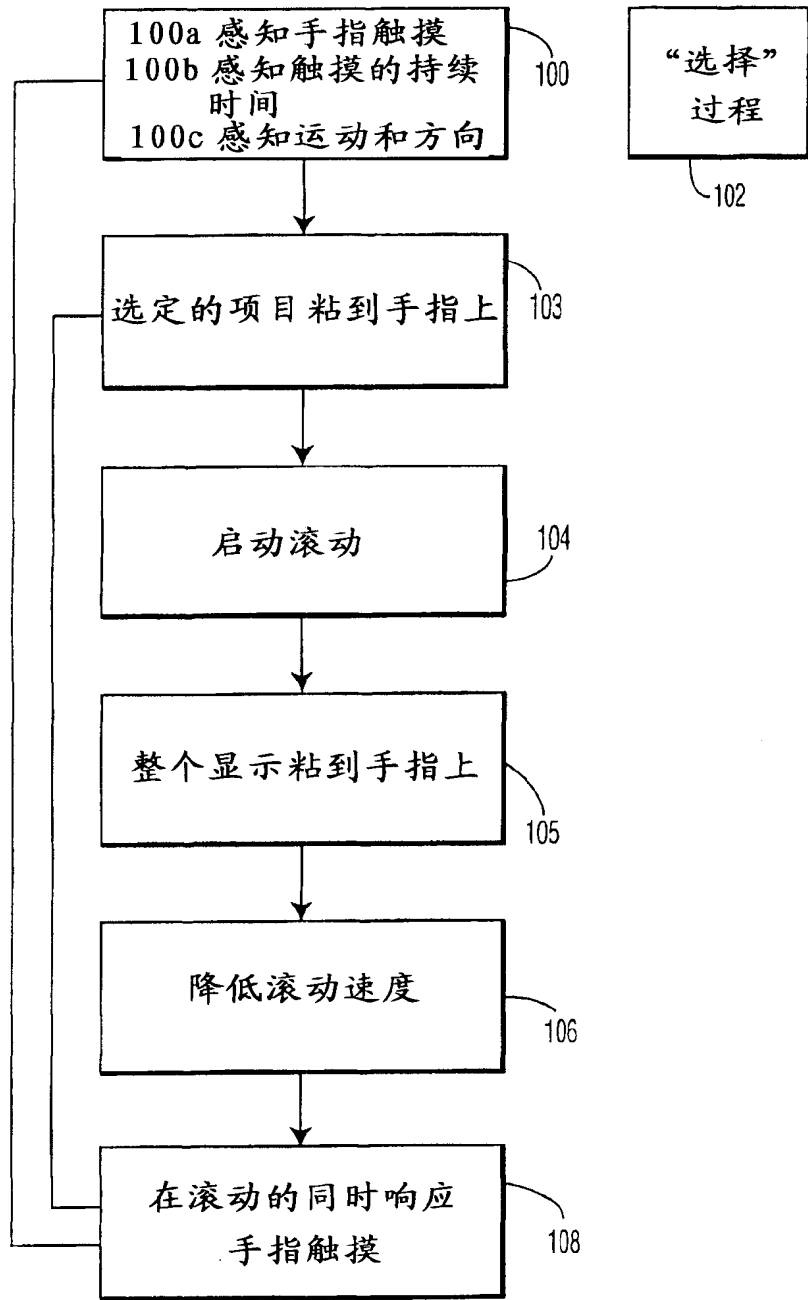 100a 感知手指触摸
100b 感知触摸的持续
时间
100c 感知运动和方向
100
“选择”
过程
102
选定的项目粘到手指上
103
启动滚动
104
整个显示粘到手指上
105
降低滚动速度
106
在滚动的同时响应
手指触摸
108